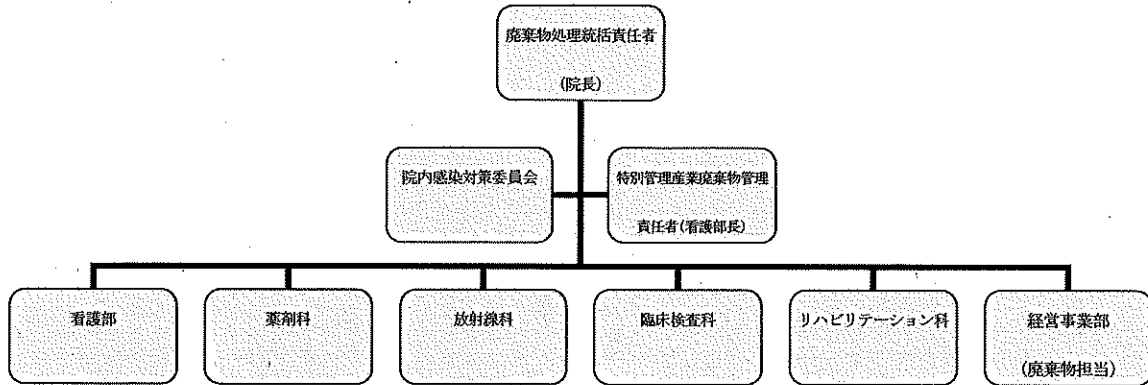 廃棄物処理統括責任者
(院長)
院内感染対策委員会
特別管理産業廃棄物管理
責任者(看護部長)
看護部
薬剤科
放射線科
臨床検査科
リハビリテーション科
経営事業部
(廃棄物担当)